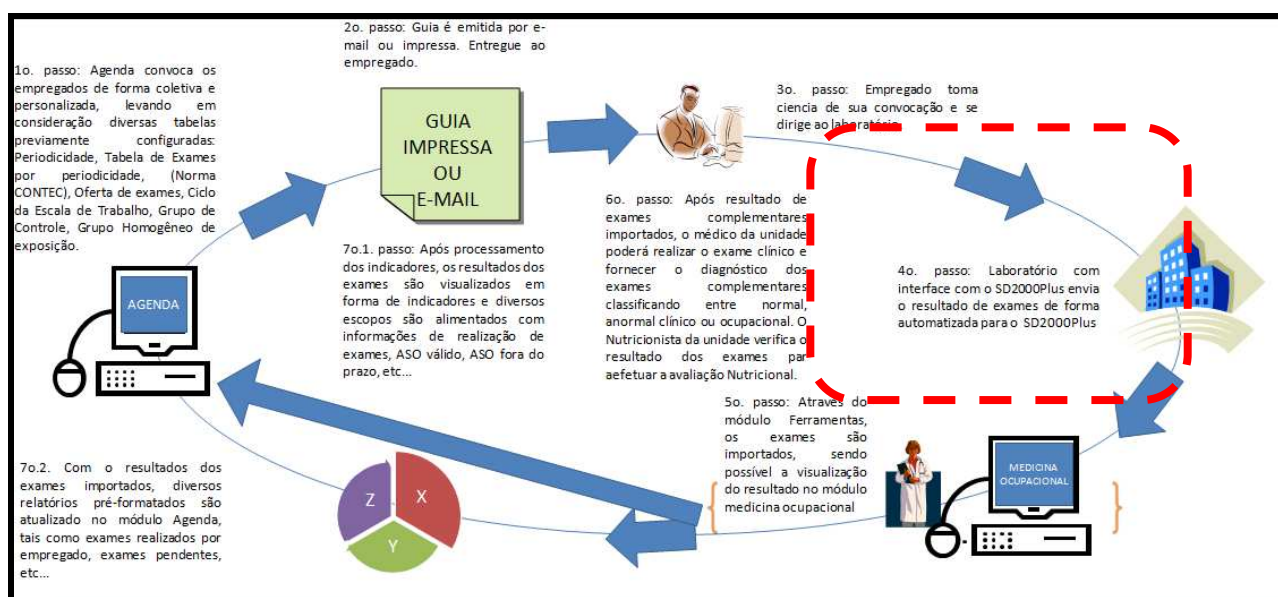 1o. passo: Agenda convoca os
empregados de forma coletiva e
personalizada, levando em
consideração diversas tabelas
previamente configuradas:
Periodicidade, Tabela de Exames
por periodicidade, (Norma
CONTEC), Oferta de exames, Ciclo
da Escala de Trabalho, Grupo de
Controle, Grupo Homogêneo de
exposição.
AGENDA
2o. passo: Guia é emitida por e-
mail ou impressa. Entregue ao
empregado.
GUIA
IMPRESSA
OU
E-MAIL
3o. passo: Empregado toma
ciencia de sua convocação e se
dirige ao laboratório
4o. passo: Laboratório com
interface com o SD2000Plus envia
o resultado de exames de forma
automatizada para o SD2000Plus
MEDICINA
OCUPACIONAL
5o. passo: Através do
módulo Ferramentas,
os exames são
importados, sendo
possível a visualização
do resultado no módulo
medicina ocupacional
6o. passo: Após resultado de
exames complementares
importados, o médico da unidade
poderá realizar o exame clínico e
fornecer o diagnóstico dos
exames complementares
classificando entre normal,
anormal clínico ou ocupacional. O
Nutricionista da unidade verifica o
resultado dos exames par
aefetuar a avaliação Nutricional.
7o.1. passo: Após processamento
dos indicadores, os resultados dos
exames são visualizados em
forma de indicadores e diversos
escopos são alimentados com
informações de realização de
exames, ASO válido, ASO fora do
prazo, etc...
Z
X
Y
7o.2. Com o resultados dos
exames importados, diversos
relatórios pré-formatados são
atualizado no módulo Agenda,
tais como exames realizados por
empregado, exames pendentes,
etc...